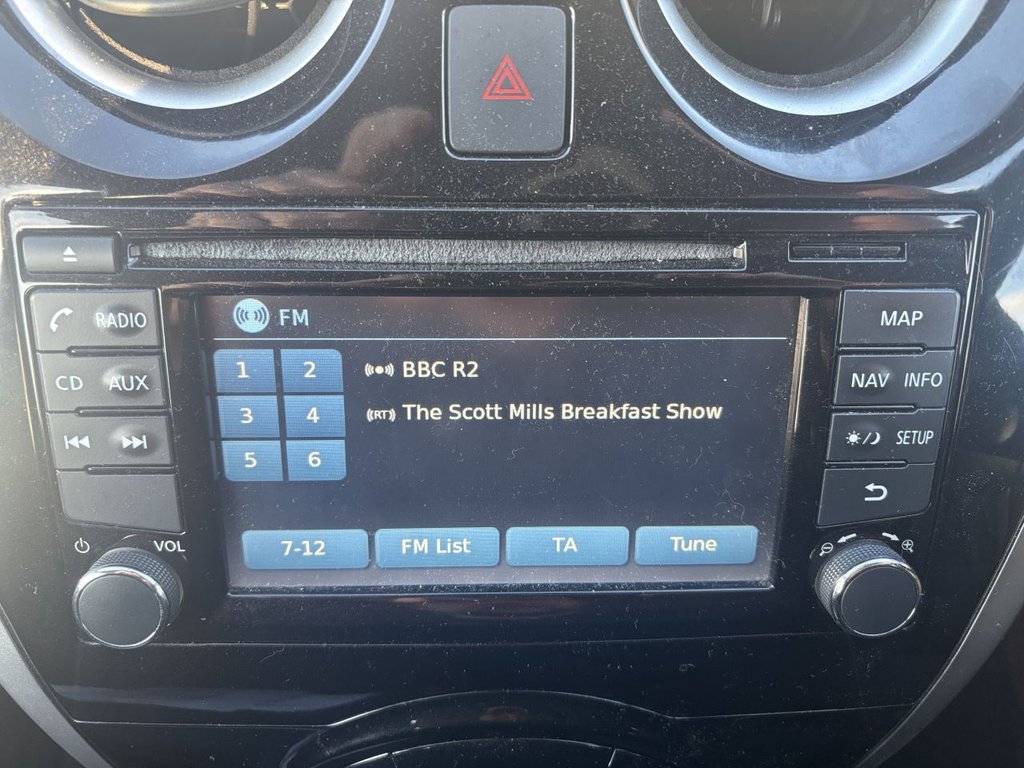 RADIO
CD AUX
VOL
FM
1 2
3 4
5 6
BBC R2
(RT) The Scott Mills Breakfast Show
7-12 FM List TA Tune
MAP
NAV INFO
SETUP